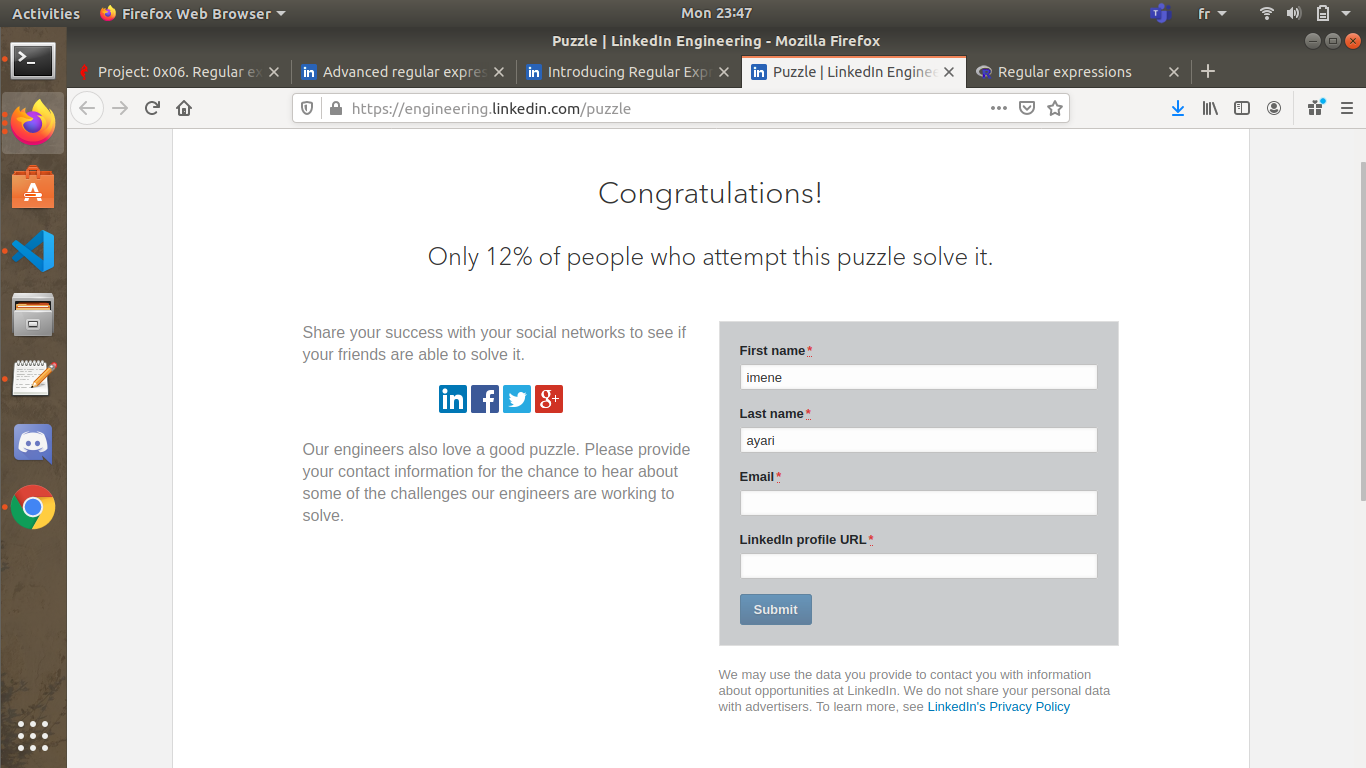 Activities Firefox Web Browser Mon 23:47 fr
Puzzle | LinkedIn Engineering - Mozilla Firefox
Project: 0x06. Regular ex Advanced regular expres Introducing Regular Expr Puzzle | LinkedIn Enginee Regular expressions
https://engineering.linkedin.com/puzzle
Congratulations!
Only 12% of people who attempt this puzzle solve it.
Share your success with your social networks to see if
your friends are able to solve it.
Our engineers also love a good puzzle. Please provide
your contact information for the chance to hear about
some of the challenges our engineers are working to
solve.
First name*
imene
Last name*
ayari
Email*
LinkedIn profile URL*
Submit
We may use the data you provide to contact you with information
about opportunities at LinkedIn. We do not share your personal data
with advertisers. To learn more, see LinkedIn's Privacy Policy